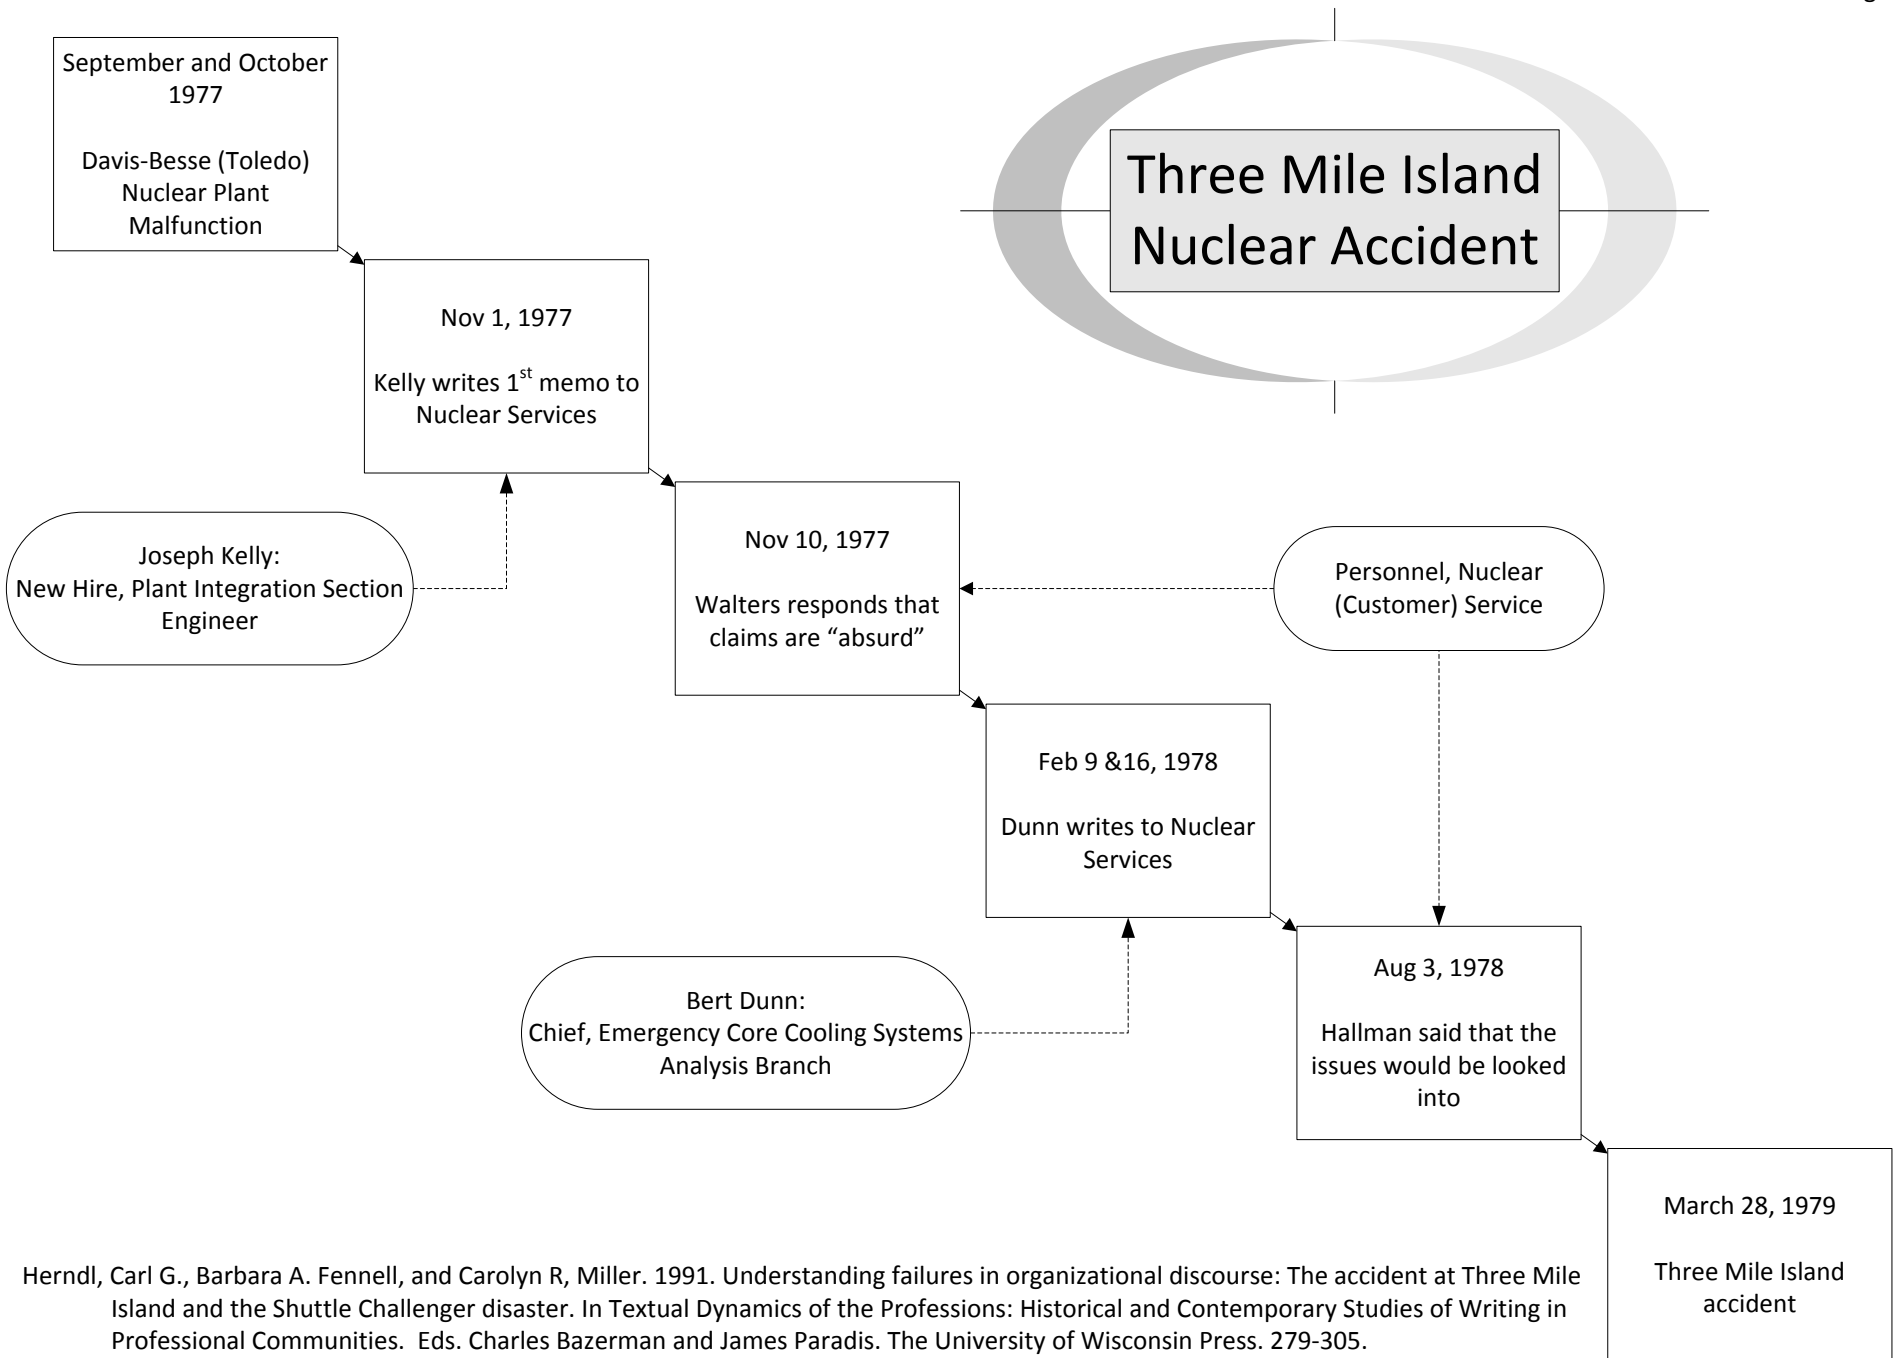 September and October
1977
Davis-Besse (Toledo)
Nuclear Plant
Malfunction
Three Mile Island
Nuclear Accident
Nov 1, 1977
Kelly writes 1st memo to
Nuclear Services
Joseph Kelly:
New Hire, Plant Integration Section
Engineer
Nov 10, 1977
Walters responds that
claims are “absurd”
Personnel, Nuclear
(Customer) Service
Feb 9 &16, 1978
Dunn writes to Nuclear
Services
Bert Dunn:
Chief, Emergency Core Cooling Systems
Analysis Branch
Aug 3, 1978
Hallman said that the
issues would be looked
into
March 28, 1979
Three Mile Island
accident
Herndl, Carl G., Barbara A. Fennell, and Carolyn R, Miller. 1991. Understanding failures in organizational discourse: The accident at Three Mile
Island and the Shuttle Challenger disaster. In Textual Dynamics of the Professions: Historical and Contemporary Studies of Writing in
Professional Communities.  Eds. Charles Bazerman and James Paradis. The University of Wisconsin Press. 279-305.